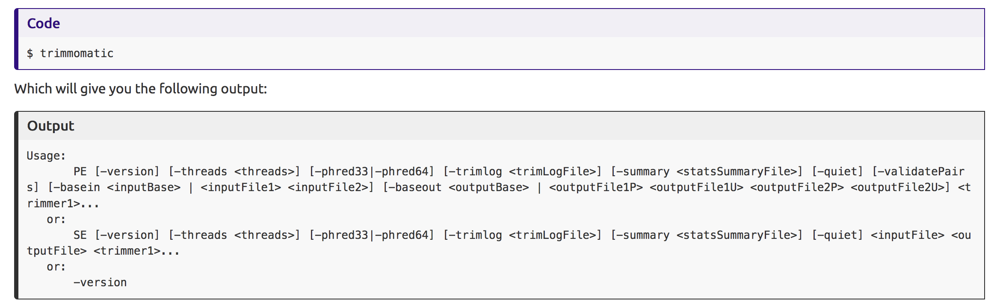 Code
$ trimmomatic
Which will give you the following output:
Output
Usage:
       PE [-version] [-threads <threads>] [-phred33|-phred64] [-trimlog <trimLogFile>] [-summary <statsSummaryFile>] [-quiet] [-validatePair
s] [-basein <inputBase> | <inputFile1> <inputFile2>] [-baseout <outputBase> | <outputFile1P> <outputFile1U> <outputFile2P> <outputFile2U>] <t
rimmer1>...
   or:
       SE [-version] [-threads <threads>] [-phred33|-phred64] [-trimlog <trimLogFile>] [-summary <statsSummaryFile>] [-quiet] <inputFile> <ou
tputFile> <trimmer1>...
   or:
       -version